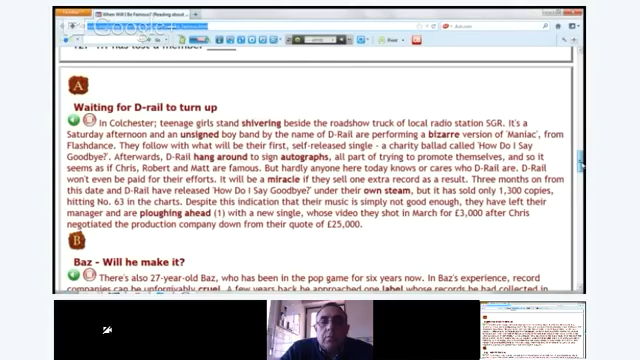 When Will I Be Famous? (Reading about
Google+
has lost a member
A
Waiting for D-rail to turn up
In Colchester; teenage girls stand shivering beside the roadshow truck of local radio station SGR. It's a
Saturday afternoon and an unsigned boy band by the name of D-Rail are performing a bizarre version of 'Maniac', from
Flashdance. They follow with what will be their first, self-released single - a charity ballad called 'How Do I Say
Goodbye?'. Afterwards, D-Rail hang around to sign autographs, all part of trying to promote themselves, and so it
seems as if Chris, Robert and Matt are famous. But hardly anyone here today knows or cares who D-Rail are. D-Rail
won't even be paid for their efforts. It will be a miracle if they sell one extra record as a result. Three months on from
this date and D-Rail have released 'How Do I Say Goodbye?' under their own steam, but it has sold only 1,300 copies,
hitting No. 63 in the charts. Despite this indication that their music is simply not good enough, they have left their
manager and are ploughing ahead (1) with a new single, whose video they shot in March for £3,000 after Chris
negotiated the production company down from their quote of £25,000.
B
Baz - Will he make it?
There's also 27-year-old Baz, who has been in the pop game for six years now. In Baz's experience, record
companies can be unforgivably cruel. A few years back he approached one label whose records he had collected in